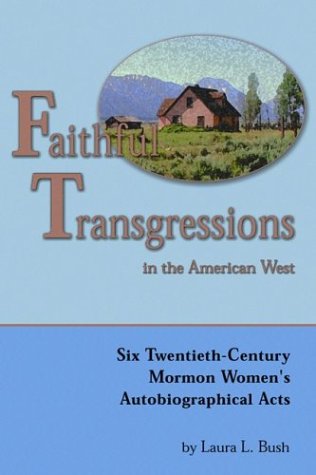 Faithful
Transgressions
in the American West
Six Twentieth-Century
Mormon Women's
Autobiographical Acts
by Laura L. Bush